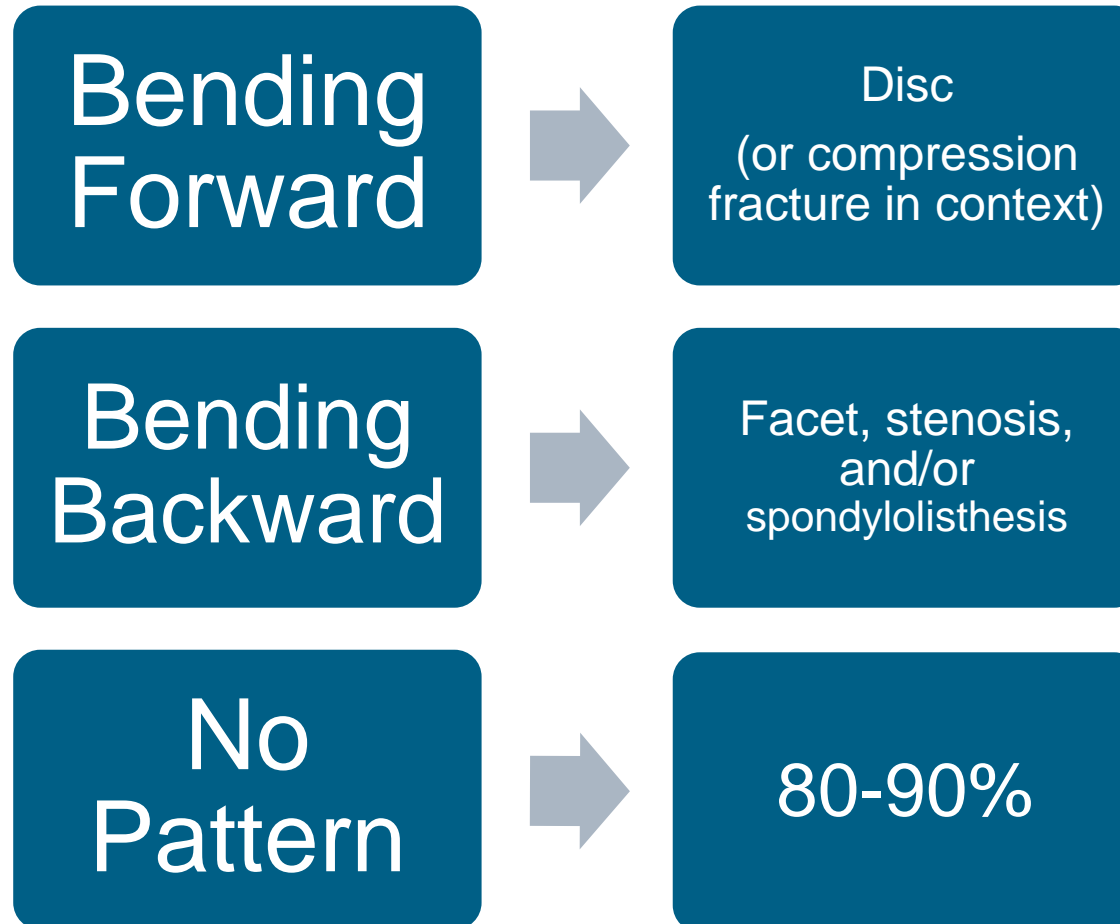 Bending
Forward
Disc
(or compression
fracture in context)
Bending
Backward
Facet, stenosis,
and/or
spondylolisthesis
No
Pattern
80-90%